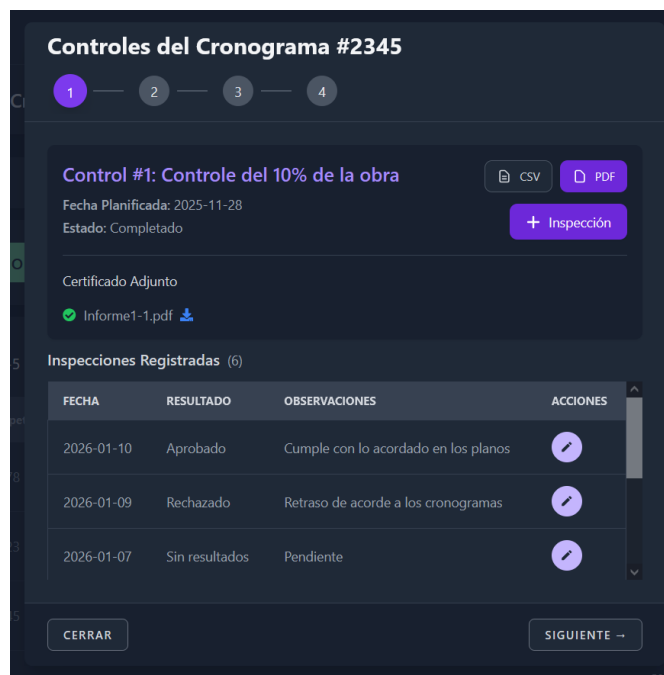 Controles del Cronograma #2345
1 2 3 4
Control #1: Controle del 10% de la obra
CSV PDF
Fecha Planificada: 2025-11-28
Estado: Completado
+ Inspección
Certificado Adjunto
Informe1-1.pdf
Inspecciones Registradas (6)
FECHA RESULTADO OBSERVACIONES ACCIONES
2026-01-10 Aprobado Cumple con lo acordado en los planos
2026-01-09 Rechazado Retraso de acorde a los cronogramas
2026-01-07 Sin resultados Pendiente
CERRAR SIGUIENTE →